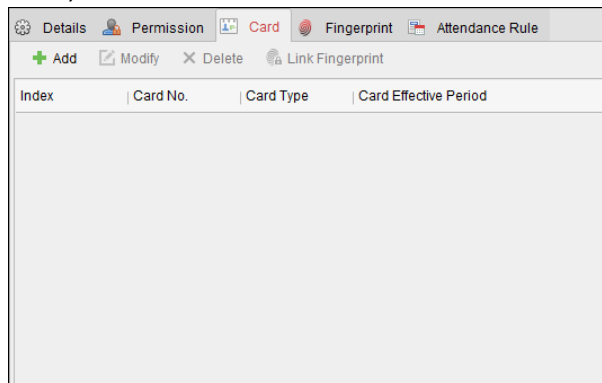 Details Permission Card Fingerprint Attendance Rule
Add Modify Delete Link Fingerprint
Index Card No. Card Type Card Effective Period